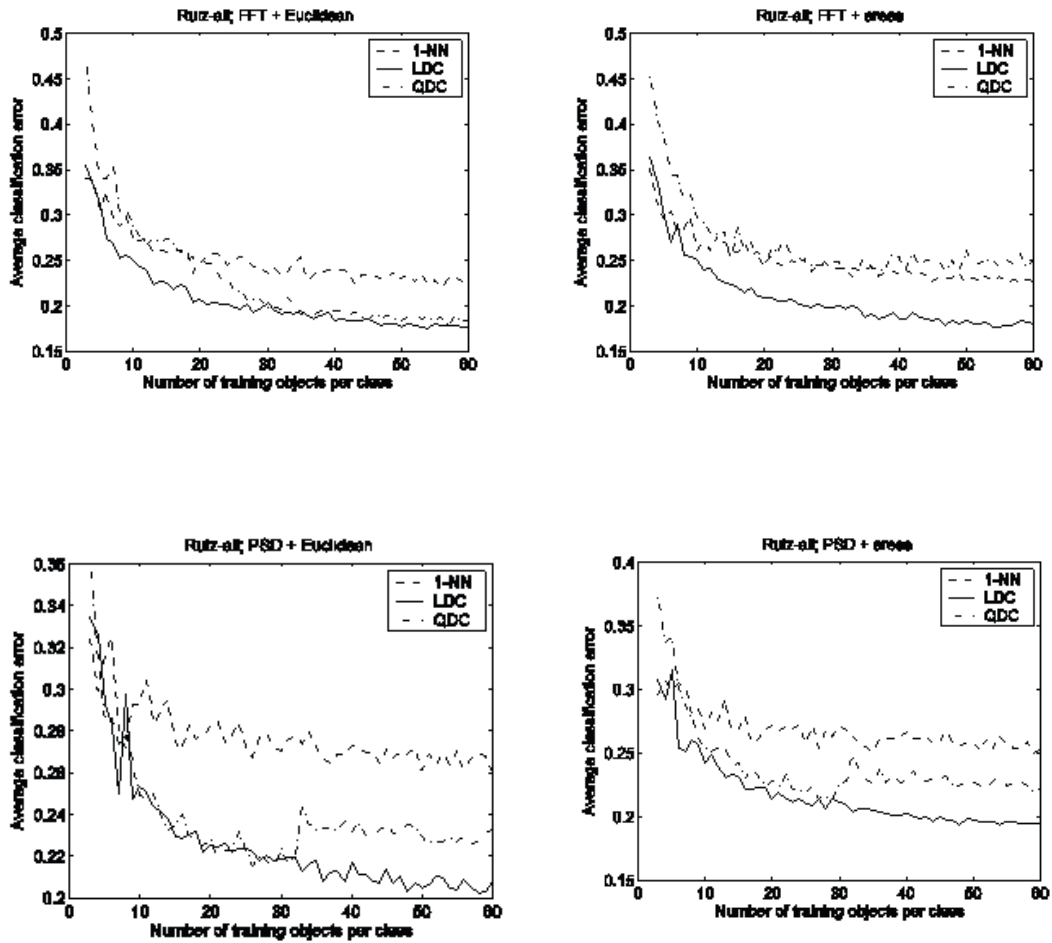 Ruiz-all; FFT + Euclidean
0.5
0.45
0.4
0.35
0.3
0.25
0.2
0.15
Average classification error
1-NN
LDC
QDC
0
10
20
30
40
50
60
Number of training objects per class
Ruiz-all; FFT + areas
0.5
0.45
0.4
0.35
0.3
0.25
0.2
0.15
Average classification error
1-NN
LDC
QDC
0
10
20
30
40
50
60
Number of training objects per class
Ruiz-all; PSD + Euclidean
0.36
0.34
0.32
0.3
0.28
0.26
0.24
0.22
0.2
Average classification error
1-NN
LDC
QDC
0
10
20
30
40
50
60
Number of training objects per class
Ruiz-all; PSD + areas
0.4
0.35
0.3
0.25
0.2
0.15
Average classification error
1-NN
LDC
QDC
0
10
20
30
40
50
60
Number of training objects per class